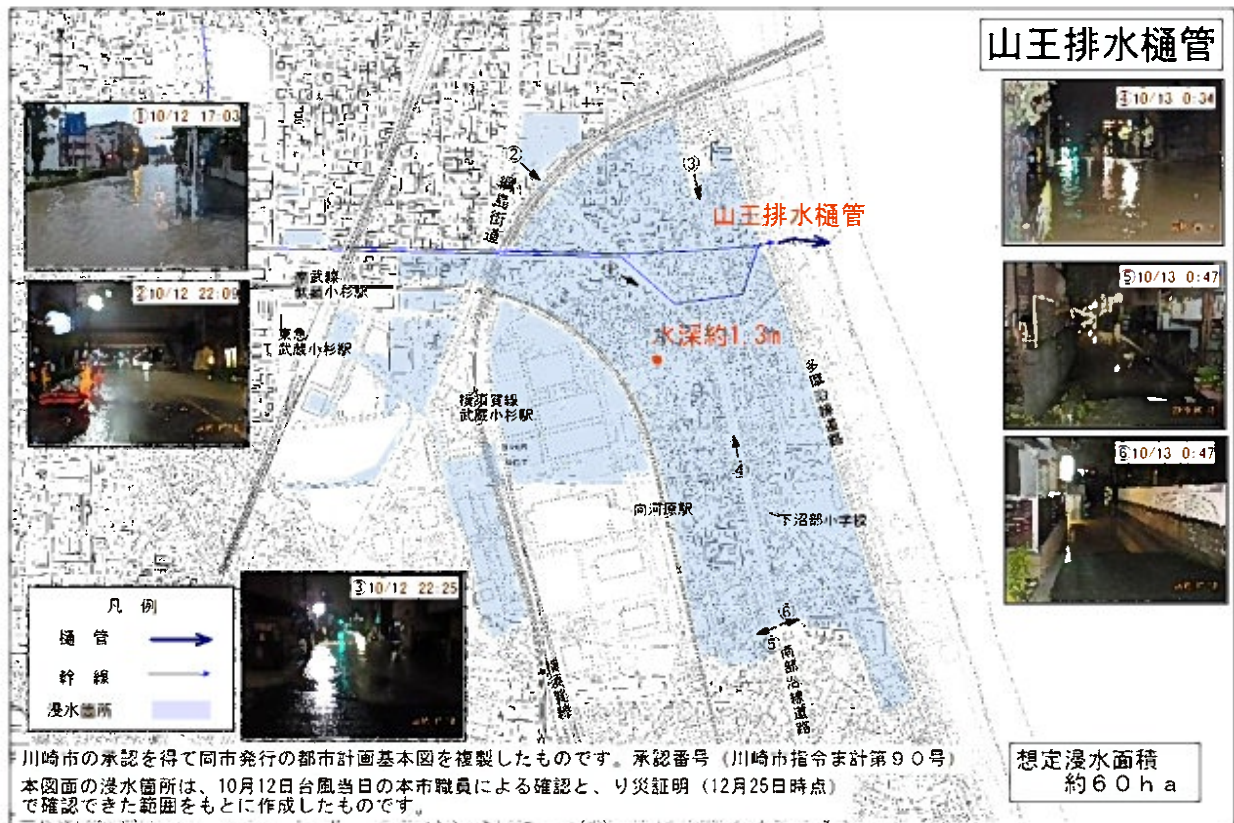 山王排水樋管
①10/12 17:03
②10/12 22:09
③10/12 22:25
④10/13 0:34
⑤10/13 0:47
⑥10/13 0:47
②
③
綱島街道
山王排水樋管
南武線
武蔵小杉駅
東急
武蔵小杉駅
水深約1.3m
横須賀線
武蔵小杉駅
多摩沿線道路
4
向河原駅
下沼部小学校
⑥
5
南部沿線道路
横須賀線
凡 例
樋 管
幹 線
浸水箇所
川崎市の承認を得て同市発行の都市計画基本図を複製したものです。承認番号(川崎市指令ま計第90号)
本図面の浸水箇所は、10月12日台風当日の本市職員による確認と、り災証明(12月25日時点)
で確認できた範囲をもとに作成したものです。
想定浸水面積
約60ha